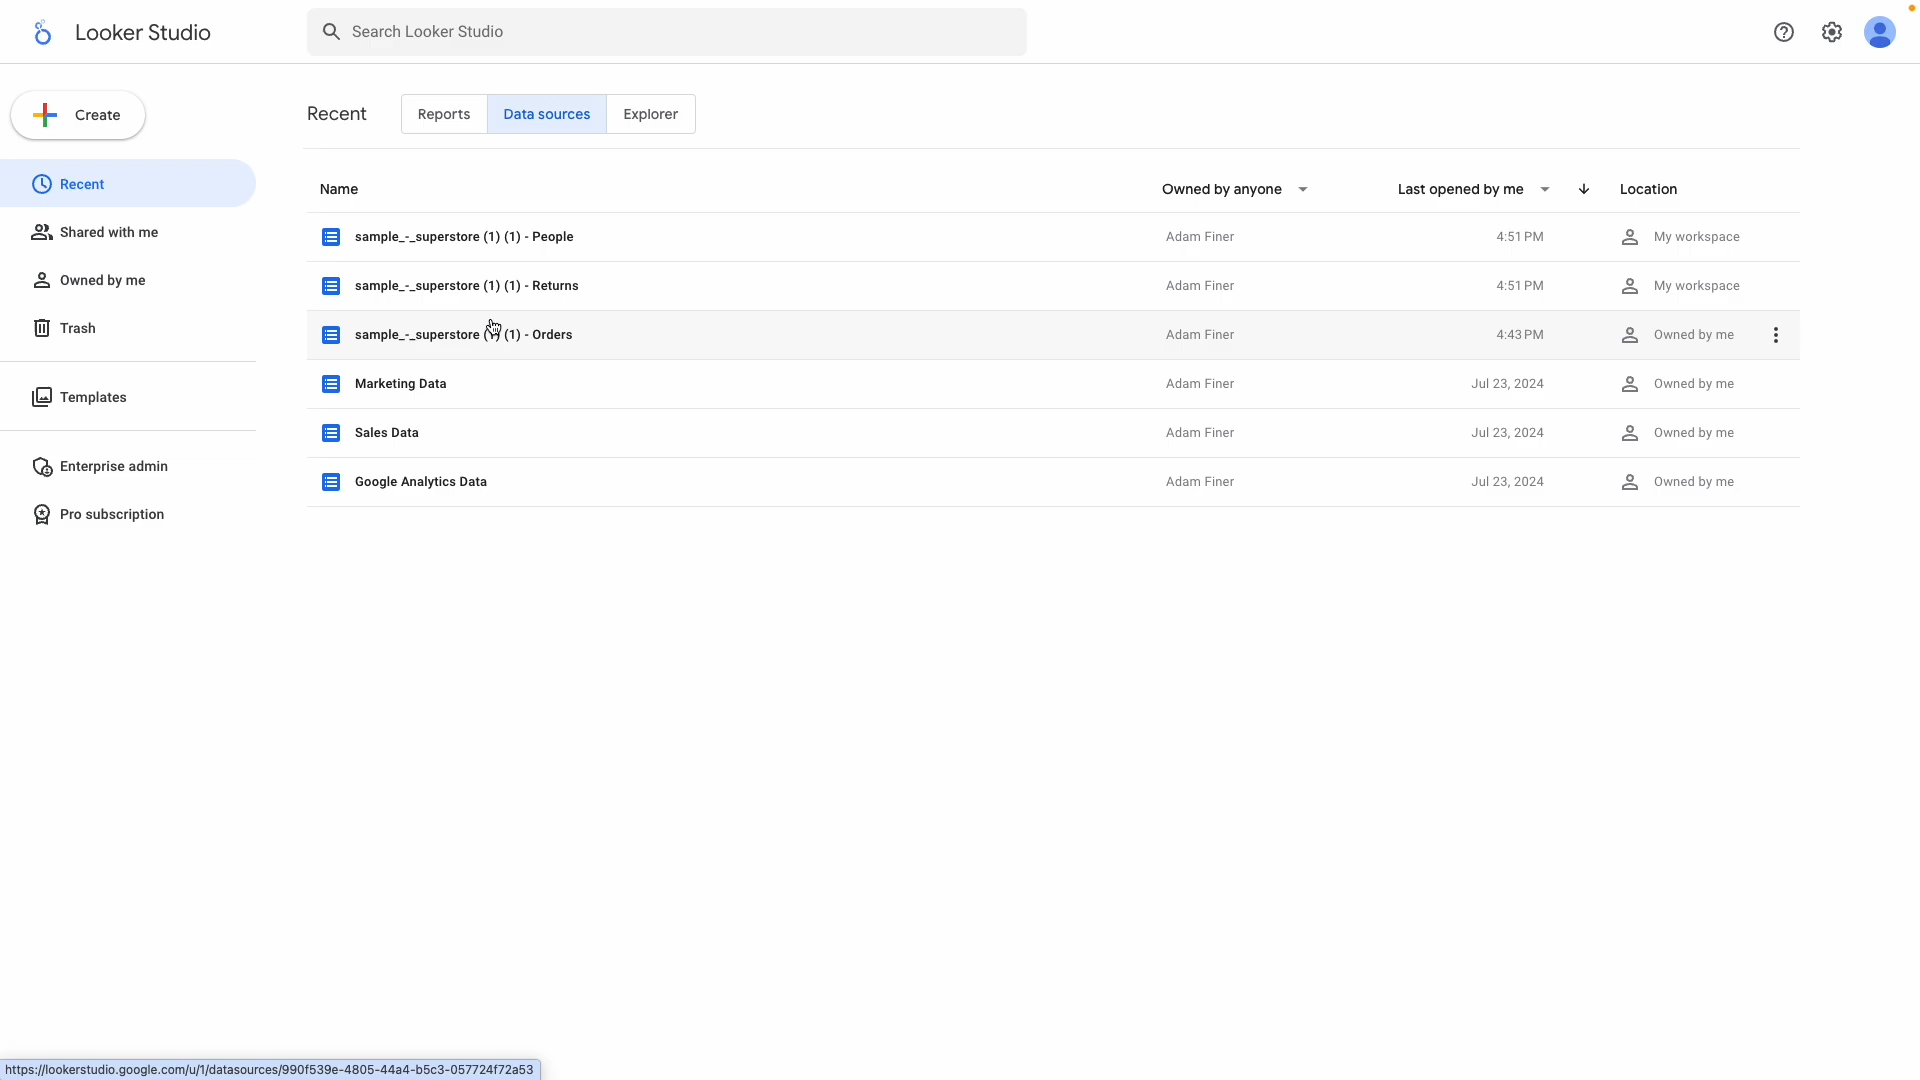 Looker Studio
Search Looker Studio
Create
Recent
Shared with me
Owned by me
Trash
Templates
Enterprise admin
Pro subscription
Recent
Reports
Data sources
Explorer
Name
Owned by anyone
Last opened by me
Location
sample_-_superstore (1) (1) - People
Adam Finer
4:51 PM
My workspace
sample_-_superstore (1) (1) - Returns
Adam Finer
4:51 PM
My workspace
sample_-_superstore (1) (1) - Orders
Adam Finer
4:43 PM
Owned by me
Marketing Data
Adam Finer
Jul 23, 2024
Owned by me
Sales Data
Adam Finer
Jul 23, 2024
Owned by me
Google Analytics Data
Adam Finer
Jul 23, 2024
Owned by me
https://lookerstudio.google.com/u/1/datasources/990f539e-4805-44a4-b5c3-057724f72a53